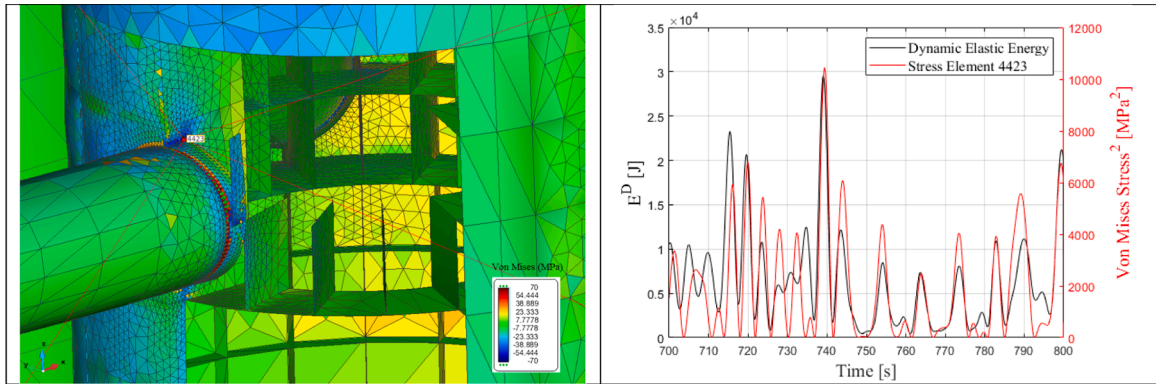 4423
Von Mises (MPa)
70
54.444
38.889
23.333
7.7778
-7.7778
-23.333
-38.889
-54.444
-70
z
x
Y
×10⁴
3.5
3
2.5
2
1.5
1
0.5
0
E^D [J]
Dynamic Elastic Energy
Stress Element 4423
12000
10000
8000
6000
4000
2000
0
Von Mises Stress² [MPa²]
700 710 720 730 740 750 760 770 780 790 800
Time [s]